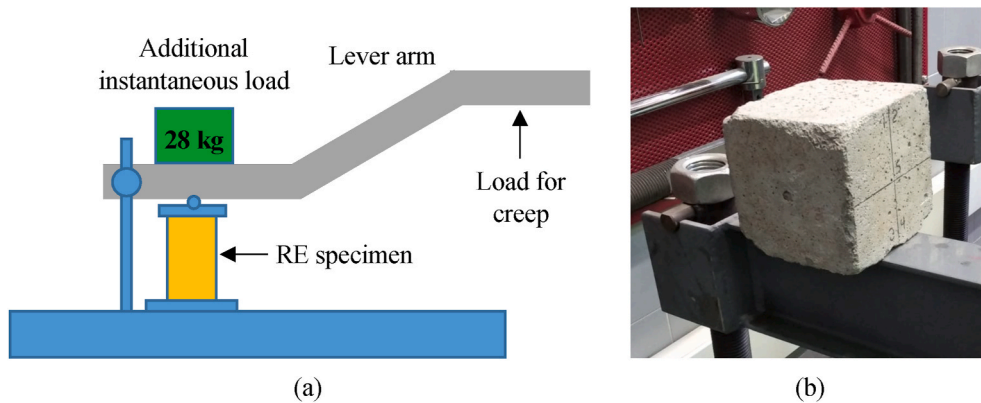 Additional
instantaneous load
28 kg
Lever arm
Load for
creep
RE specimen
(a)
(b)